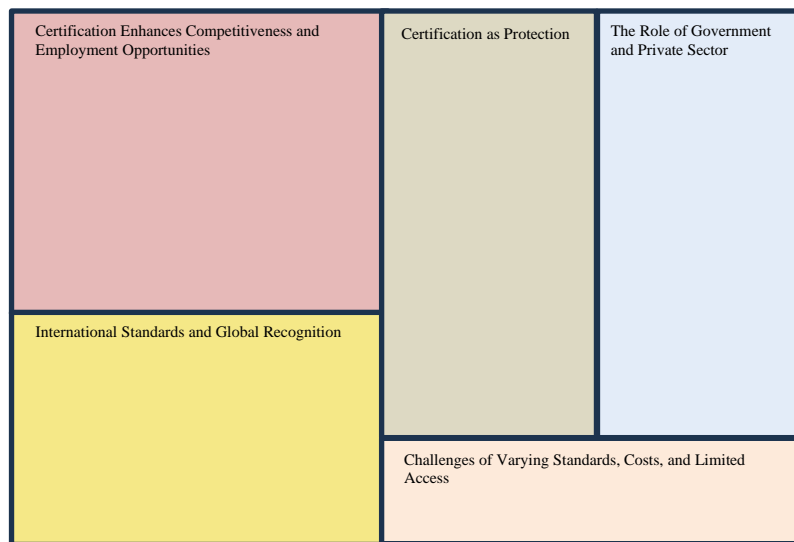 Certification Enhances Competitiveness and
Employment Opportunities
Certification as Protection
The Role of Government
and Private Sector
International Standards and Global Recognition
Challenges of Varying Standards, Costs, and Limited
Access